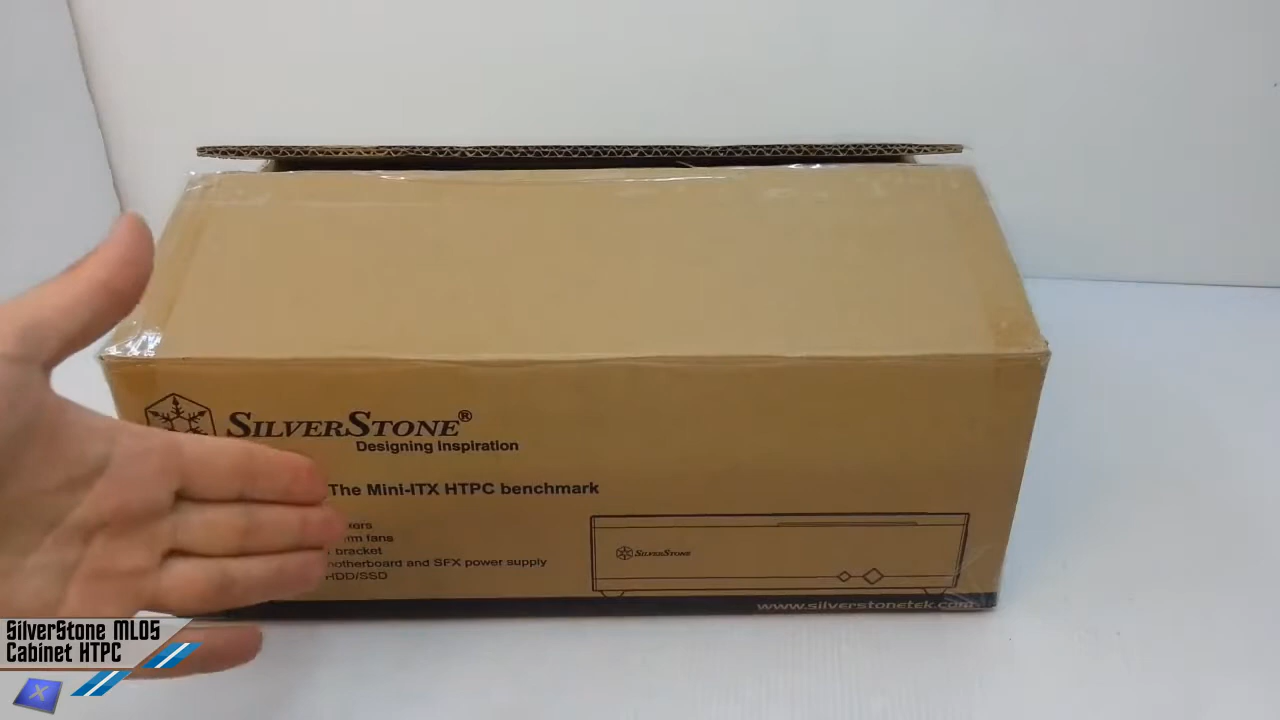 SILVERSTONE®
Designing Inspiration
The Mini-ITX HTPC benchmark
fans
bracket
motherboard and SFX power supply
HDD/SSD
SILVERSTONE
www.silverstonetek.com
SilverStone ML05
Cabinet HTPC
X